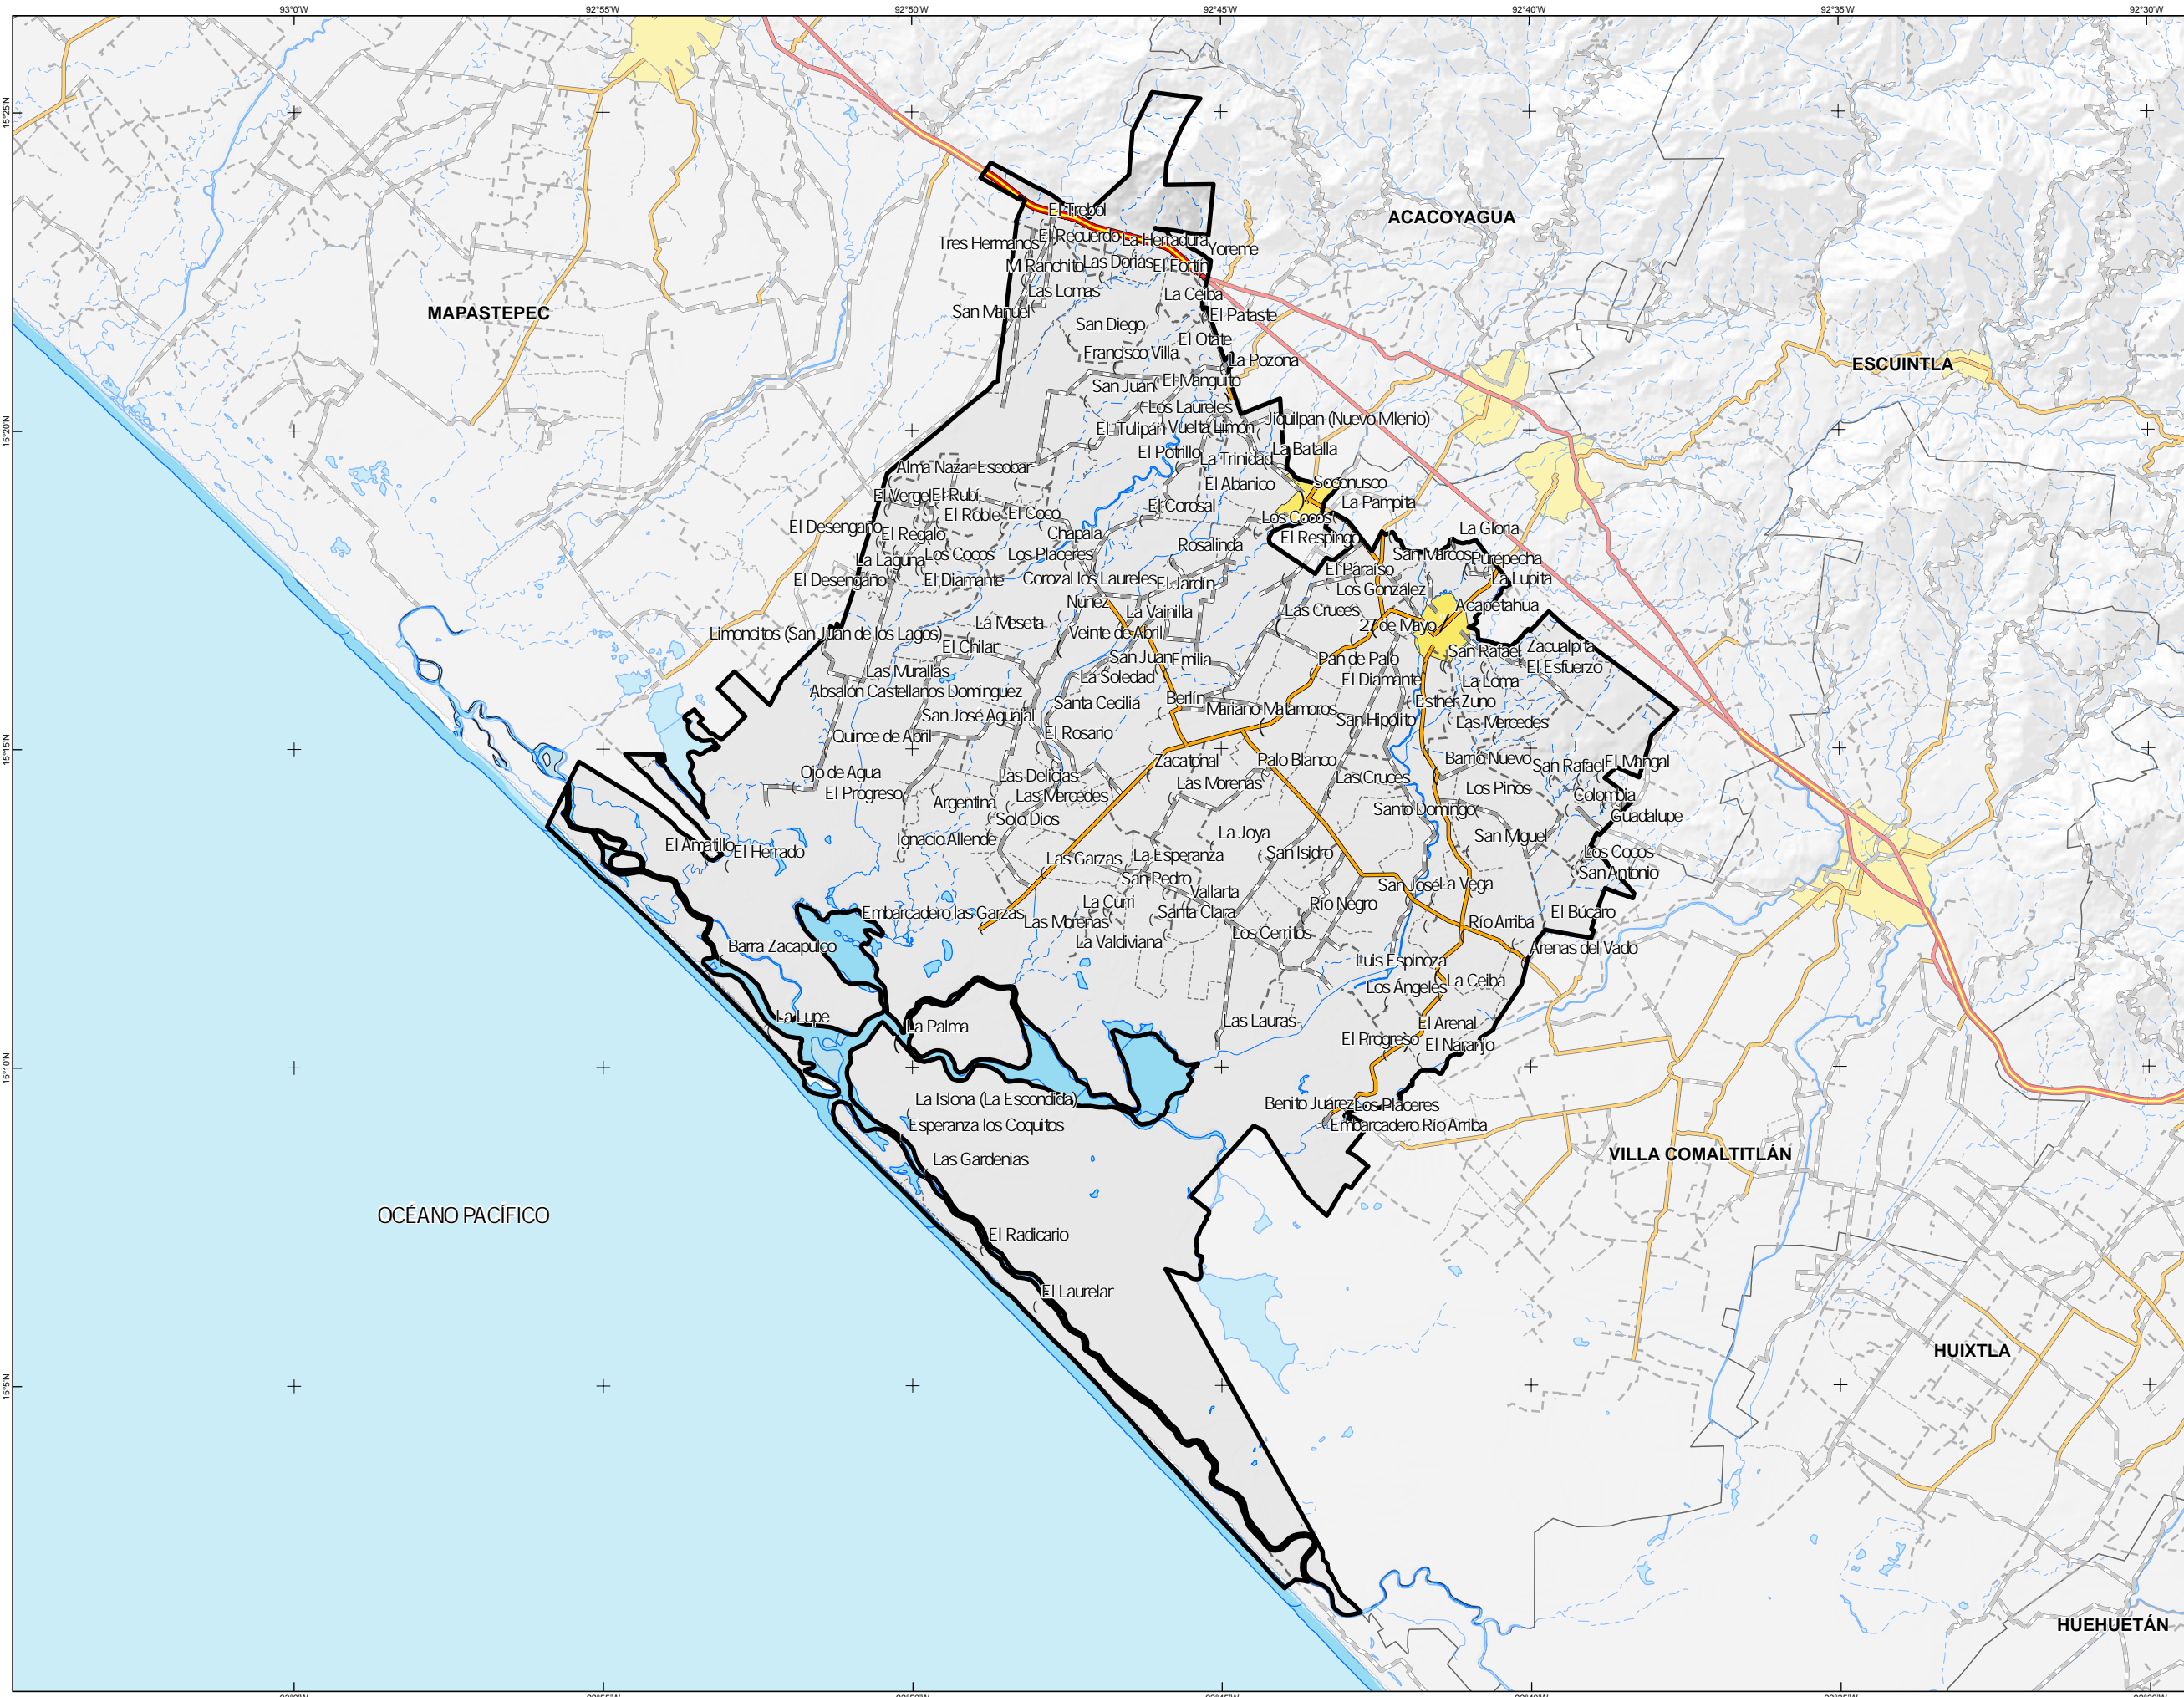 93°0'W
92°55'W
92°50'W
92°45'W
92°40'W
92°35'W
92°30'W
15°25'N
15°20'N
15°15'N
15°10'N
15°5'N
ACACOYAGUA
MAPASTEPEC
ESCUINTLA
VILLA COMALTITLÁN
HUIXTLA
HUEHUETÁN
OCÉANO PACÍFICO
El Trebol
El Recuerdo
La Herradura
Yoreme
Tres Hermanos
Mi Ranchito
Las Dorias
El Fortín
Las Lomas
La Ceiba
San Manuel
El Pataste
San Diego
El Otate
Francisco Villa
La Pozona
San Juan
El Manguito
Los Laureles
Jiquilpan (Nuevo Milenio)
El Tulipán
Vuelta Limón
El Potrillo
La Trinidad
La Batalla
Alma Nazar Escobar
El Abanico
Soconusco
El Vergel
El Rubí
La Pampita
El Roble
El Coco
El Corosal
Los Cocos
El Desengaño
El Regalo
Chapala
El Respingo
La Gloria
La Laguna
Los Cocos
Los Placeres
Rosalinda
San Marcos
Purépecha
El Desengaño
El Diamante
Corozal los Laureles
El Jardín
El Paraíso
La Lupita
Los González
Nuñez
La Vainilla
Las Cruces
Acapetahua
La Meseta
Veinte de Abril
27 de Mayo
Limoncitos (San Juan de los Lagos)
El Chilar
San Juan
Emilia
Pan de Palo
San Rafael
Zacualpita
El Esfuerzo
Las Murallas
La Soledad
El Diamante
La Loma
Absalón Castellanos Domínguez
Santa Cecilia
Berlín
Mariano Matamoros
Esther Zuno
San José Aguajal
San Hipólito
Las Mercedes
Quince de Abril
El Rosario
Zacatonal
Palo Blanco
Barrio Nuevo
San Rafael
El Mangal
Ojo de Agua
Las Delicias
Las Morenas
Las Cruces
Los Pinos
Colombia
El Progreso
Argentina
Las Mercedes
Santo Domingo
Guadalupe
Solo Dios
La Joya
San Miguel
Ignacio Allende
El Amatillo
El Herrado
Las Garzas
La Esperanza
San Isidro
Los Cocos
San Antonio
San Pedro
Vallarta
San José
La Vega
La Curri
Santa Clara
Río Negro
El Búcaro
Embarcadero las Garzas
Las Morenas
Río Arriba
Barra Zacapulco
La Valdiviana
Los Cerritos
Arenas del Vado
Luis Espinoza
La Ceiba
Los Ángeles
La Lupe
La Palma
Las Lauras
El Arenal
El Progreso
El Naranjo
La Islona (La Escondida)
Benito Juárez
Los Placeres
Esperanza los Coquitos
Embarcadero Río Arriba
Las Gardenias
El Radicario
El Laurelar